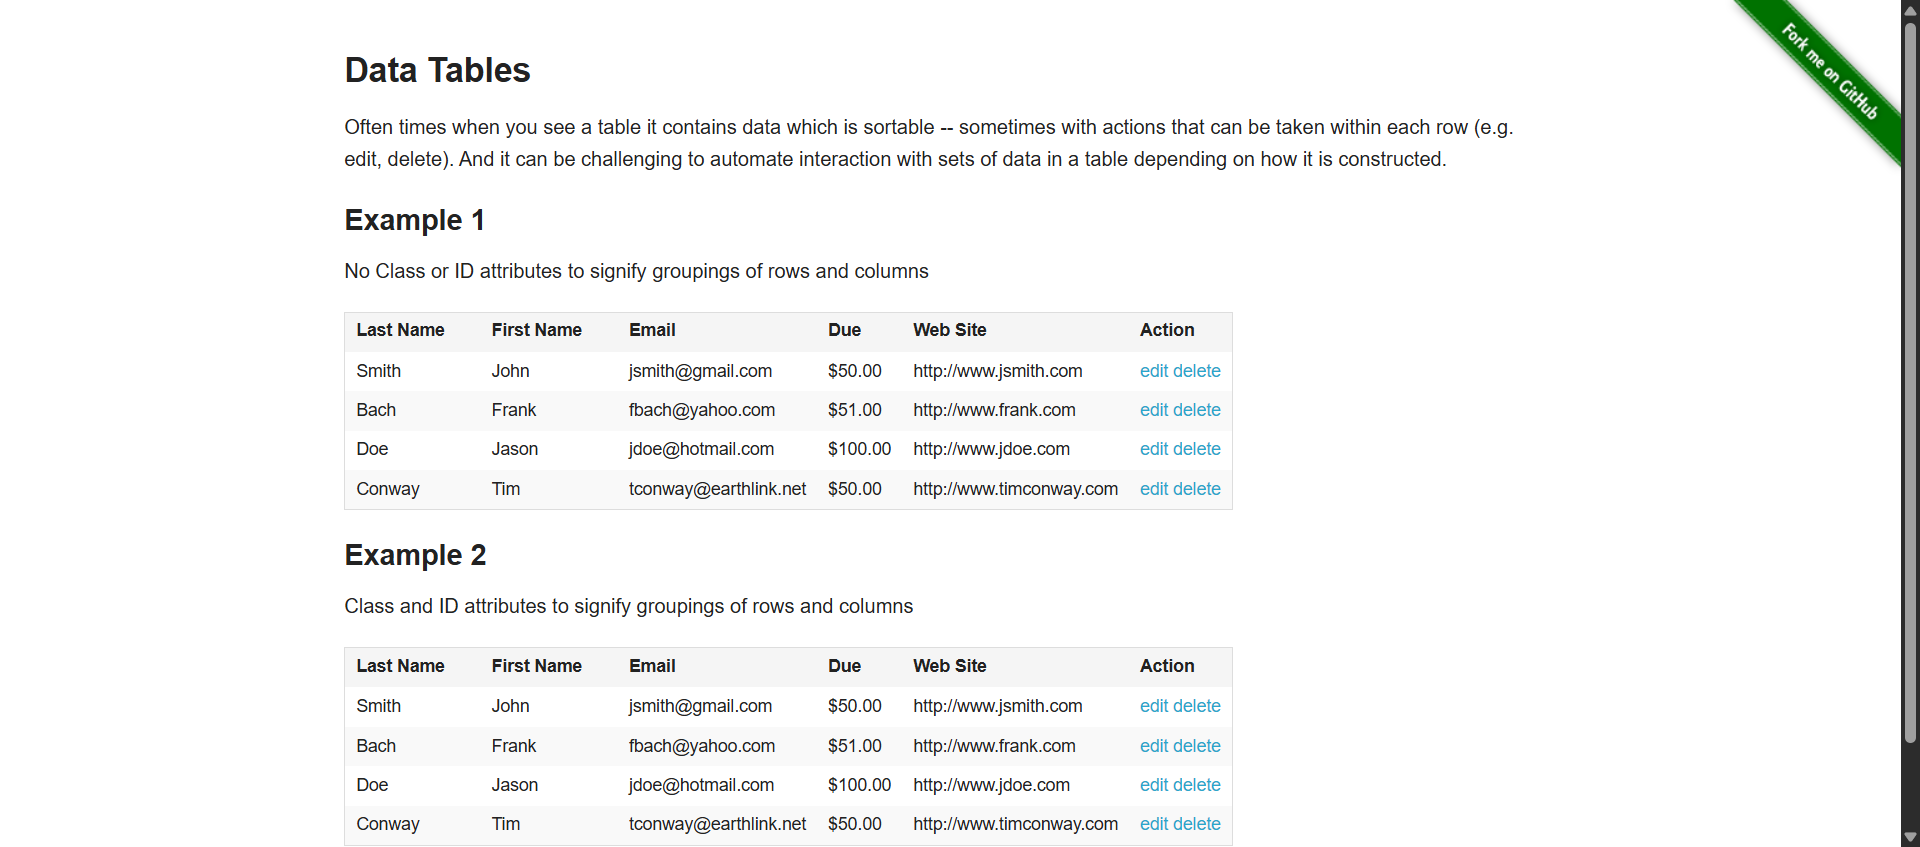 Fork me on GitHub
Data Tables
Often times when you see a table it contains data which is sortable -- sometimes with actions that can be taken within each row (e.g.
edit, delete). And it can be challenging to automate interaction with sets of data in a table depending on how it is constructed.
Example 1
No Class or ID attributes to signify groupings of rows and columns
Last Name First Name Email Due Web Site Action
Smith John jsmith@gmail.com $50.00 http://www.jsmith.com edit delete
Bach Frank fbach@yahoo.com $51.00 http://www.frank.com edit delete
Doe Jason jdoe@hotmail.com $100.00 http://www.jdoe.com edit delete
Conway Tim tconway@earthlink.net $50.00 http://www.timconway.com edit delete
Example 2
Class and ID attributes to signify groupings of rows and columns
Last Name First Name Email Due Web Site Action
Smith John jsmith@gmail.com $50.00 http://www.jsmith.com edit delete
Bach Frank fbach@yahoo.com $51.00 http://www.frank.com edit delete
Doe Jason jdoe@hotmail.com $100.00 http://www.jdoe.com edit delete
Conway Tim tconway@earthlink.net $50.00 http://www.timconway.com edit delete